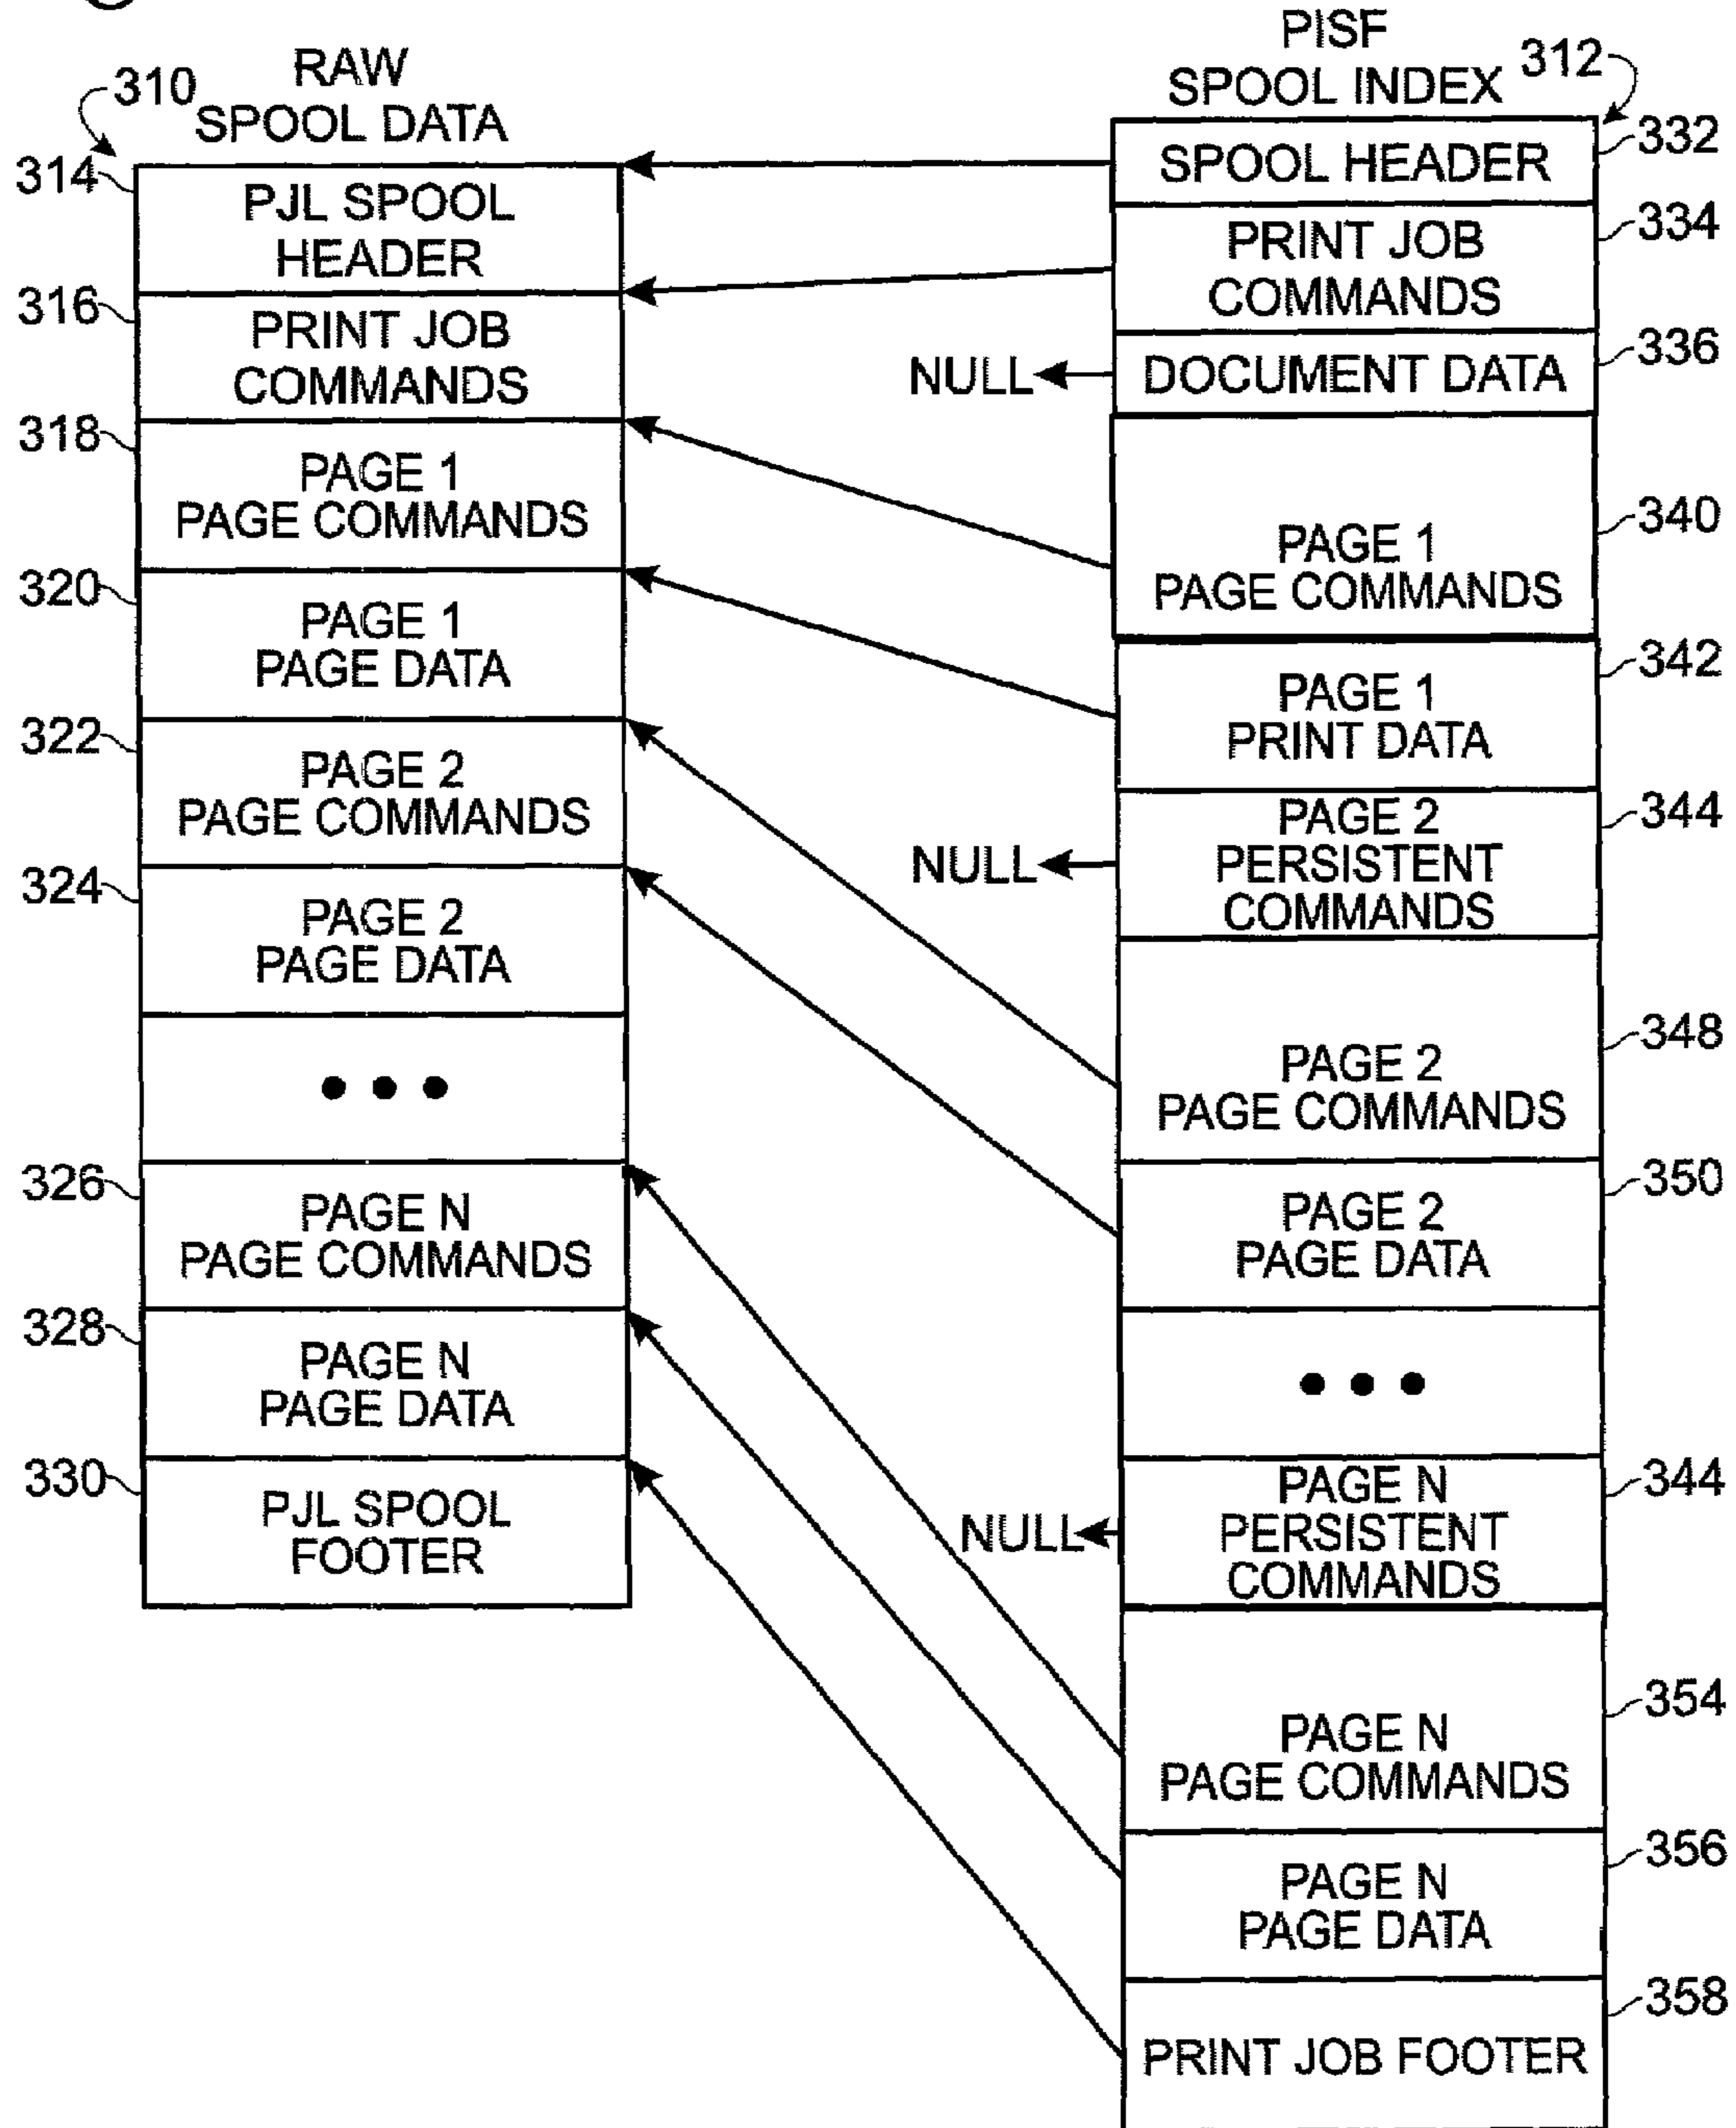 RAW
SPOOL DATA
310
314
PJL SPOOL
HEADER
316
PRINT JOB
COMMANDS
318
PAGE 1
PAGE COMMANDS
320
PAGE 1
PAGE DATA
322
PAGE 2
PAGE COMMANDS
324
PAGE 2
PAGE DATA
• • •
326
PAGE N
PAGE COMMANDS
328
PAGE N
PAGE DATA
330
PJL SPOOL
FOOTER
PISF
SPOOL INDEX
312
SPOOL HEADER
332
PRINT JOB
COMMANDS
334
NULL
DOCUMENT DATA
336
PAGE 1
PAGE COMMANDS
340
PAGE 1
PRINT DATA
342
NULL
PAGE 2
PERSISTENT
COMMANDS
344
PAGE 2
PAGE COMMANDS
348
PAGE 2
PAGE DATA
350
• • •
NULL
PAGE N
PERSISTENT
COMMANDS
344
PAGE N
PAGE COMMANDS
354
PAGE N
PAGE DATA
356
PRINT JOB FOOTER
358